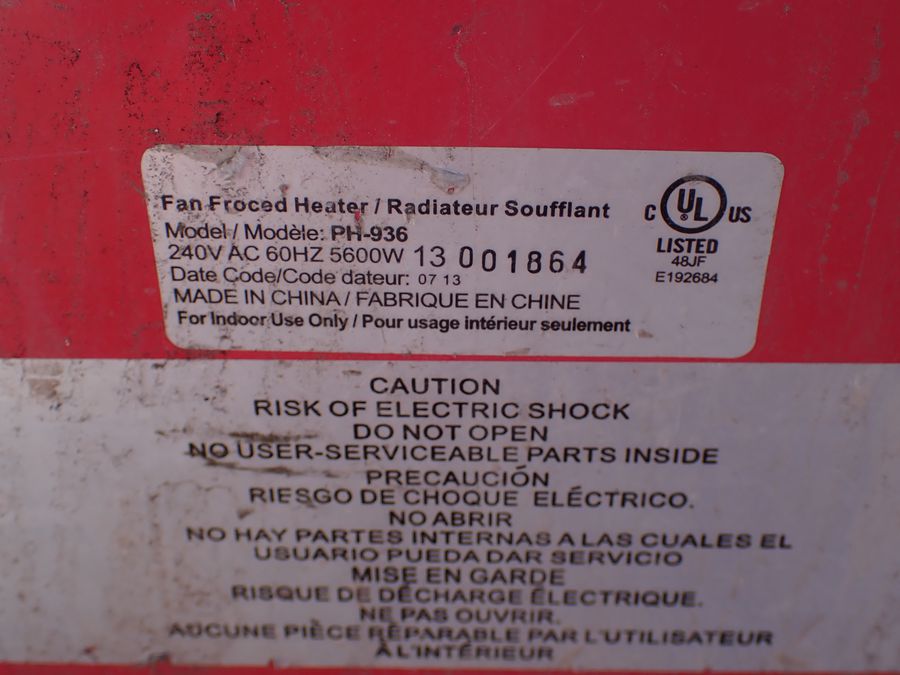 Fan Froced Heater / Radiateur Soufflant
Model / Modèle: PH-936
240V AC 60HZ 5600W 13 001864
Date Code/Code dateur: 07 13
MADE IN CHINA / FABRIQUE EN CHINE
For Indoor Use Only / Pour usage intérieur seulement
C UL US
LISTED
48JF
E192684
CAUTION
RISK OF ELECTRIC SHOCK
DO NOT OPEN
NO USER-SERVICEABLE PARTS INSIDE
PRECAUCIÓN
RIESGO DE CHOQUE ELÉCTRICO.
NO ABRIR
NO HAY PARTES INTERNAS A LAS CUALES EL
USUARIO PUEDA DAR SERVICIO
MISE EN GARDE
RISQUE DE DÉCHARGE ÉLECTRIQUE.
NE PAS OUVRIR.
AUCUNE PIÈCE RÉPARABLE PAR L'UTILISATEUR
À L'INTÉRIEUR